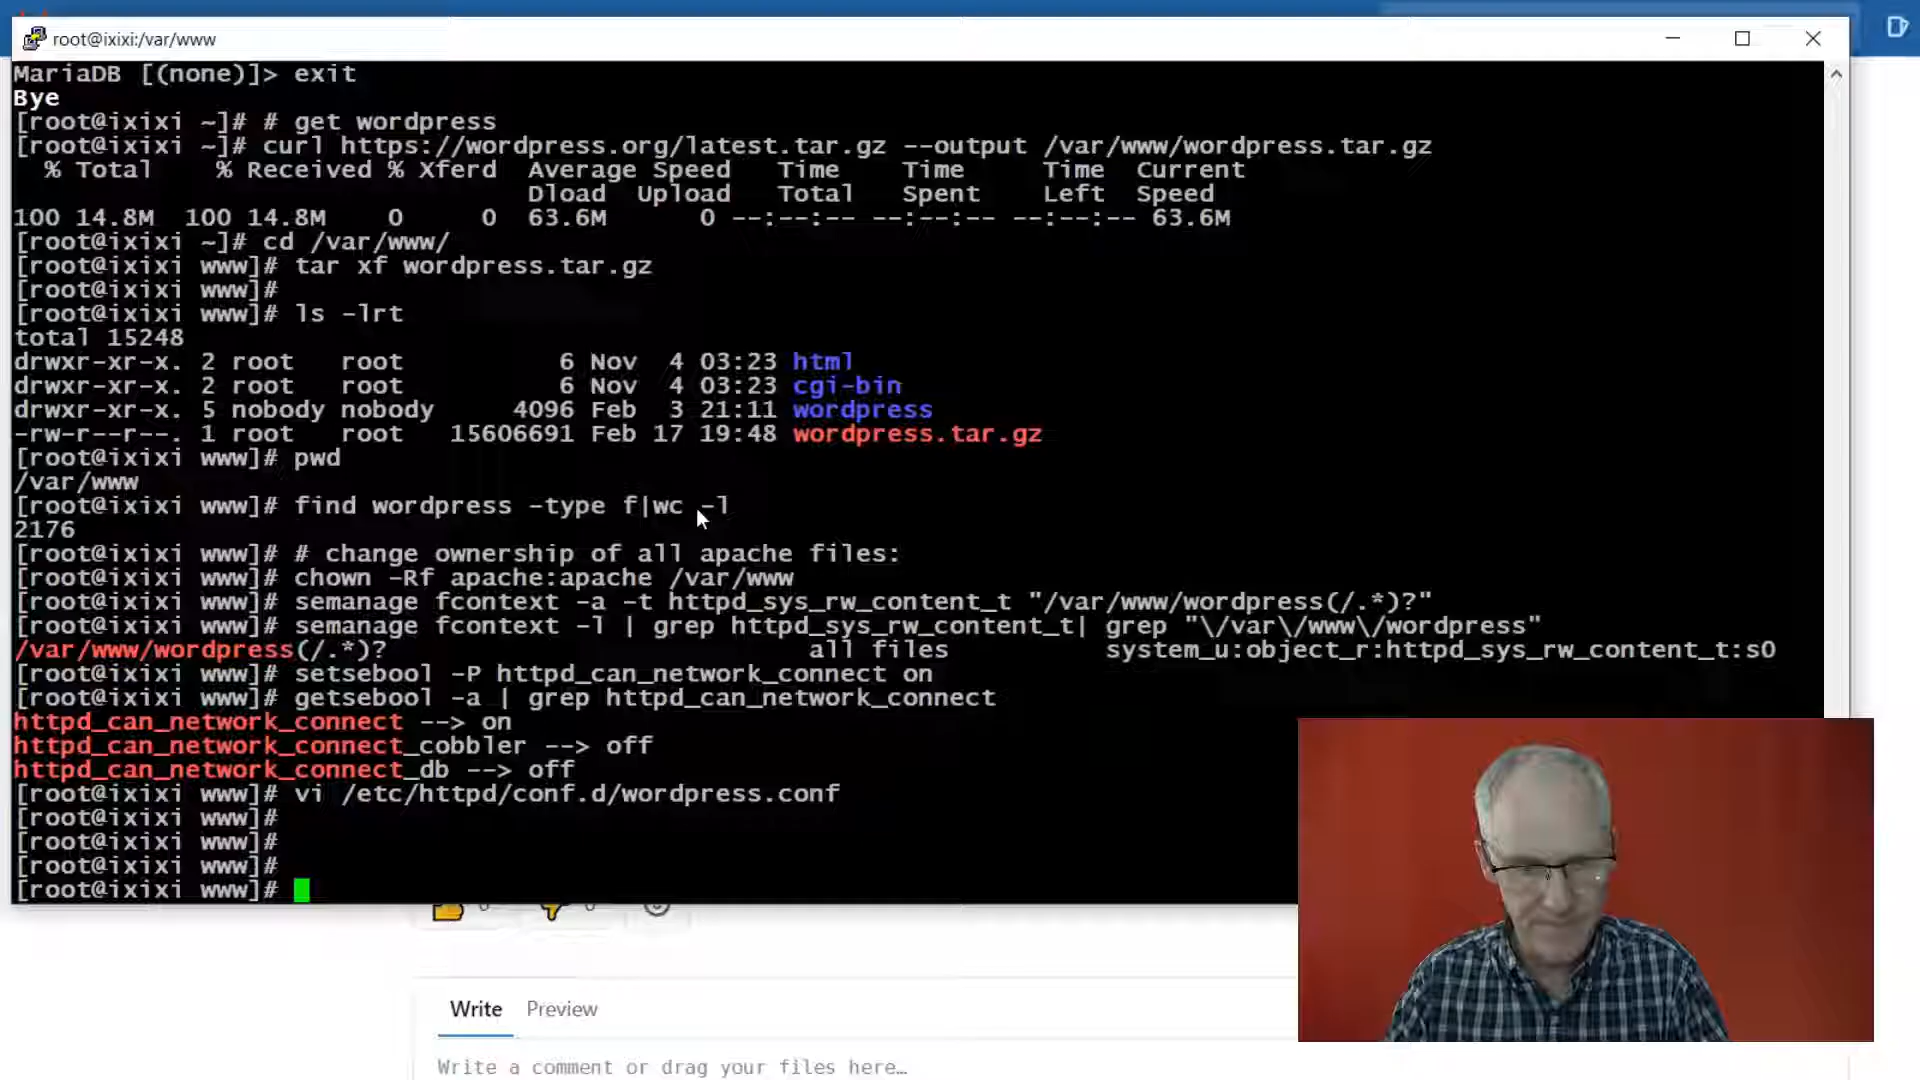 root@ixixi:/var/www
MariaDB [(none)]> exit
Bye
[root@ixixi ~]# # get wordpress
[root@ixixi ~]# curl https://wordpress.org/latest.tar.gz --output /var/www/wordpress.tar.gz
% Total % Received % Xferd Average Speed Time Time Time Current
Dload Upload Total Spent Left Speed
100 14.8M 100 14.8M 0 0 63.6M 0 --:--:-- --:--:-- --:--:-- 63.6M
[root@ixixi ~]# cd /var/www/
[root@ixixi www]# tar xf wordpress.tar.gz
[root@ixixi www]#
[root@ixixi www]# ls -lrt
total 15248
drwxr-xr-x. 2 root root 6 Nov 4 03:23 html
drwxr-xr-x. 2 root root 6 Nov 4 03:23 cgi-bin
drwxr-xr-x. 5 nobody nobody 4096 Feb 3 21:11 wordpress
-rw-r--r--. 1 root root 15606691 Feb 17 19:48 wordpress.tar.gz
[root@ixixi www]# pwd
/var/www
[root@ixixi www]# find wordpress -type f|wc -l
2176
[root@ixixi www]# # change ownership of all apache files:
[root@ixixi www]# chown -Rf apache:apache /var/www
[root@ixixi www]# semanage fcontext -a -t httpd_sys_rw_content_t "/var/www/wordpress(/.*)?"
[root@ixixi www]# semanage fcontext -l | grep httpd_sys_rw_content_t| grep "\/var\/www\/wordpress"
/var/www/wordpress(/.*)? all files system_u:object_r:httpd_sys_rw_content_t:s0
[root@ixixi www]# setsebool -P httpd_can_network_connect on
[root@ixixi www]# getsebool -a | grep httpd_can_network_connect
httpd_can_network_connect --> on
httpd_can_network_connect_cobbler --> off
httpd_can_network_connect_db --> off
[root@ixixi www]# vi /etc/httpd/conf.d/wordpress.conf
[root@ixixi www]#
[root@ixixi www]#
[root@ixixi www]#
[root@ixixi www]#
Write Preview
Write a comment or drag your files here…